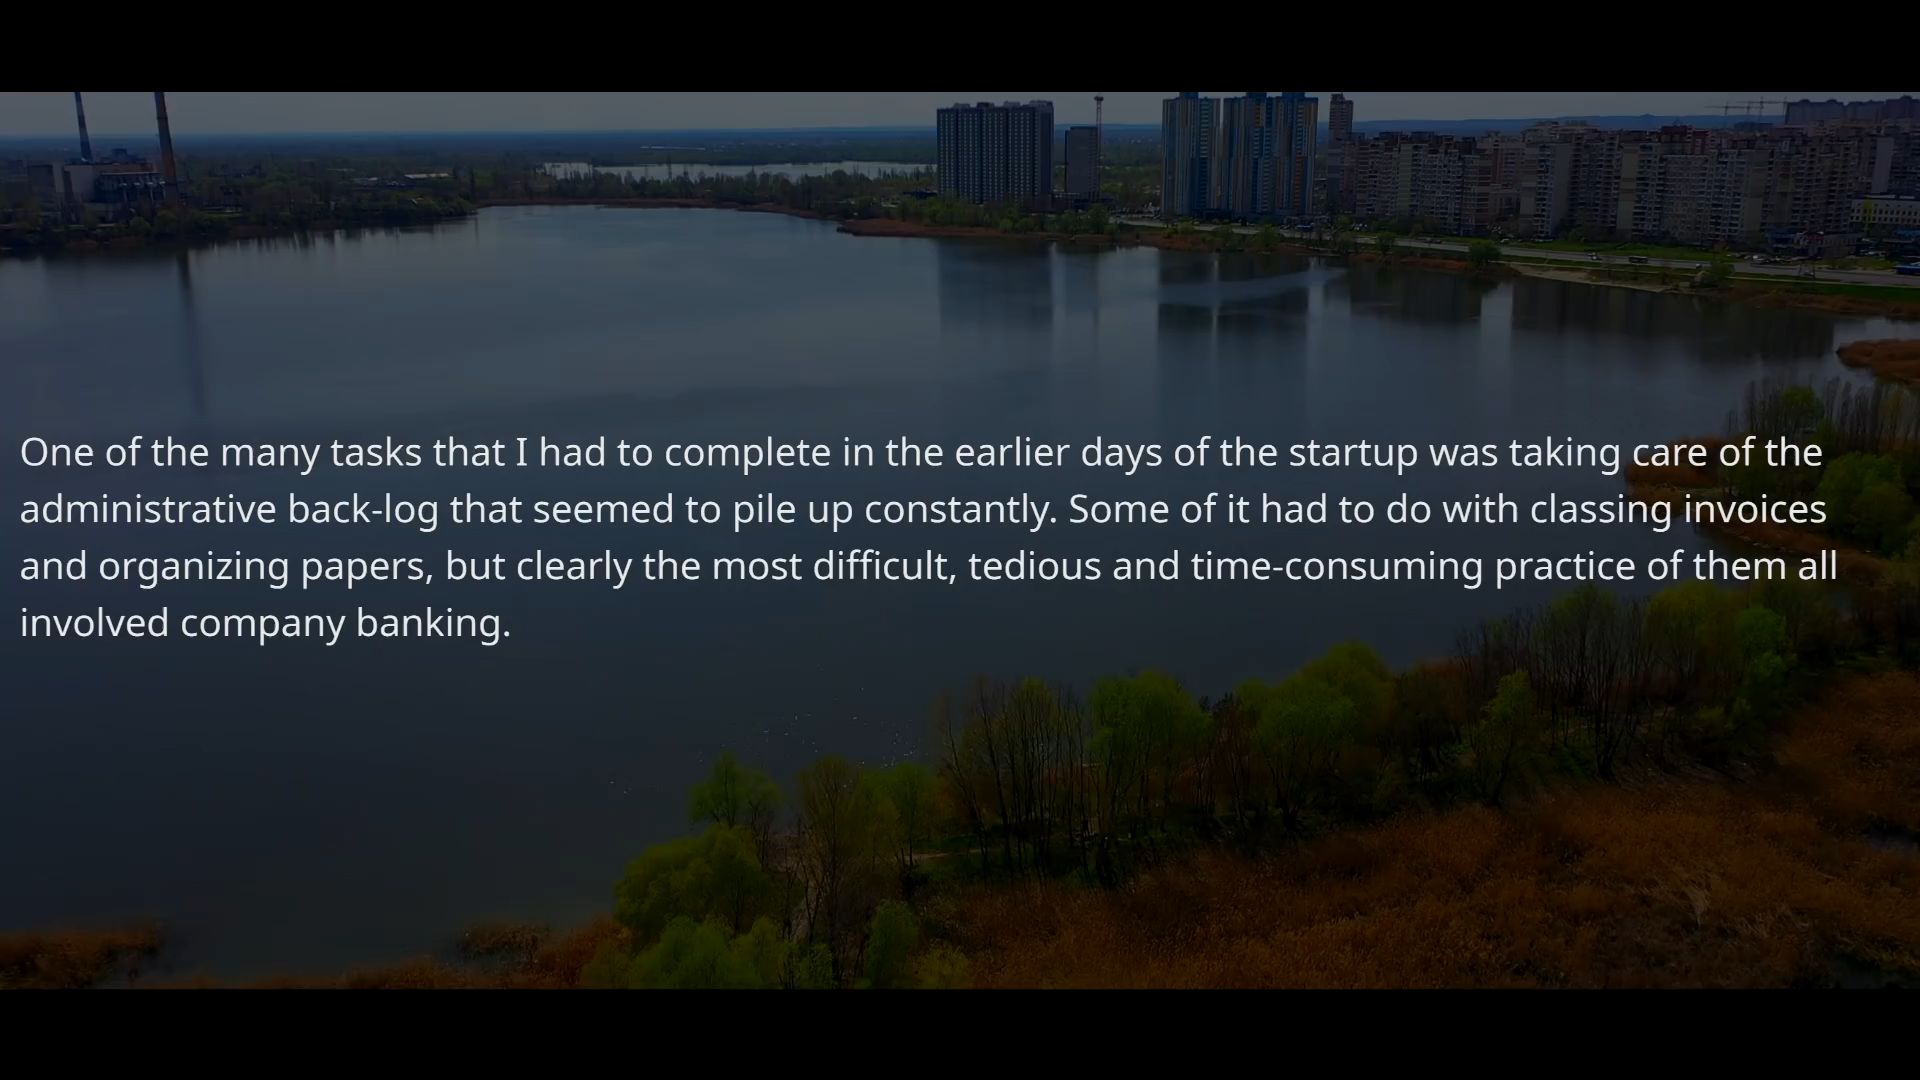 One of the many tasks that I had to complete in the earlier days of the startup was taking care of the
administrative back-log that seemed to pile up constantly. Some of it had to do with classing invoices
and organizing papers, but clearly the most difficult, tedious and time-consuming practice of them all
involved company banking.